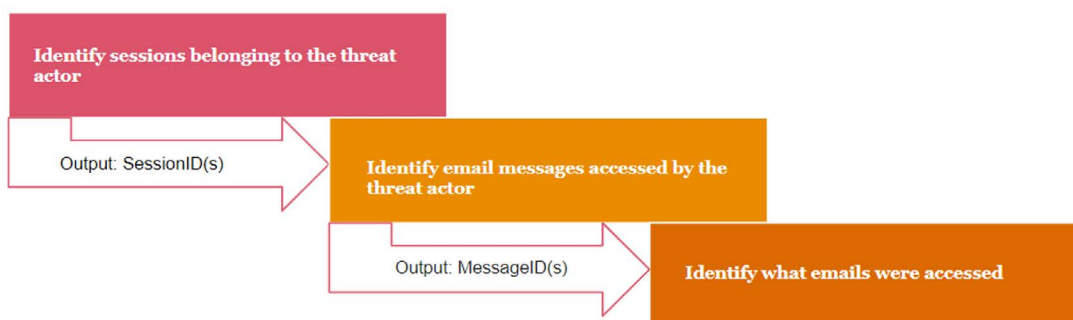 Identify sessions belonging to the threat
actor
Output: SessionID(s)
Identify email messages accessed by the
threat actor
Output: MessageID(s)
Identify what emails were accessed